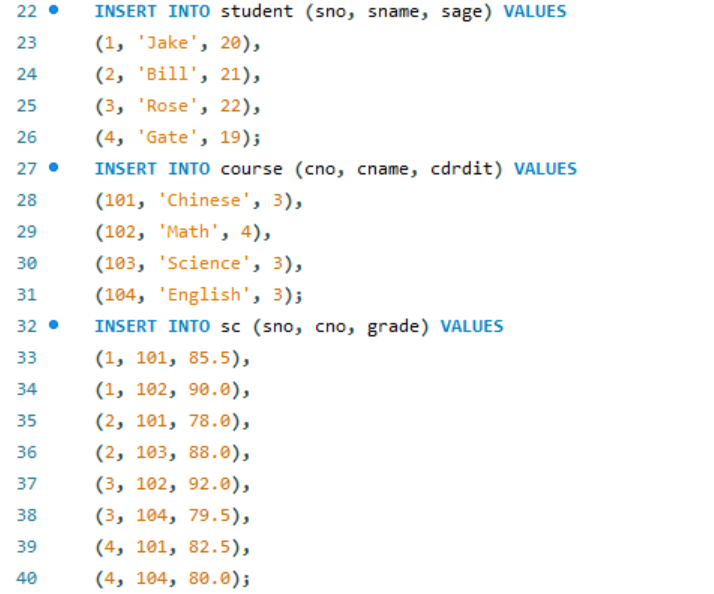 22 INSERT INTO student (sno, sname, sage) VALUES
23 (1, 'Jake', 20),
24 (2, 'Bill', 21),
25 (3, 'Rose', 22),
26 (4, 'Gate', 19);
27 INSERT INTO course (cno, cname, cdrdit) VALUES
28 (101, 'Chinese', 3),
29 (102, 'Math', 4),
30 (103, 'Science', 3),
31 (104, 'English', 3);
32 INSERT INTO sc (sno, cno, grade) VALUES
33 (1, 101, 85.5),
34 (1, 102, 90.0),
35 (2, 101, 78.0),
36 (2, 103, 88.0),
37 (3, 102, 92.0),
38 (3, 104, 79.5),
39 (4, 101, 82.5),
40 (4, 104, 80.0);